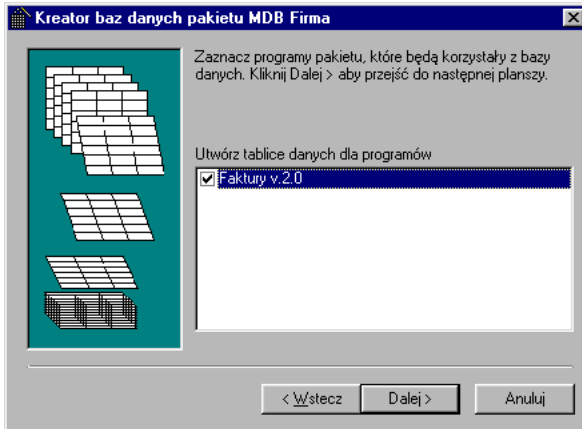 Kreator baz danych pakietu MDB Firma
Zaznacz programy pakietu, które będą korzystały z bazy
danych. Kliknij Dalej > aby przejść do następnej planszy.
Utwórz tablice danych dla programów
Faktury v.2.0
< Wstecz
Dalej >
Anuluj